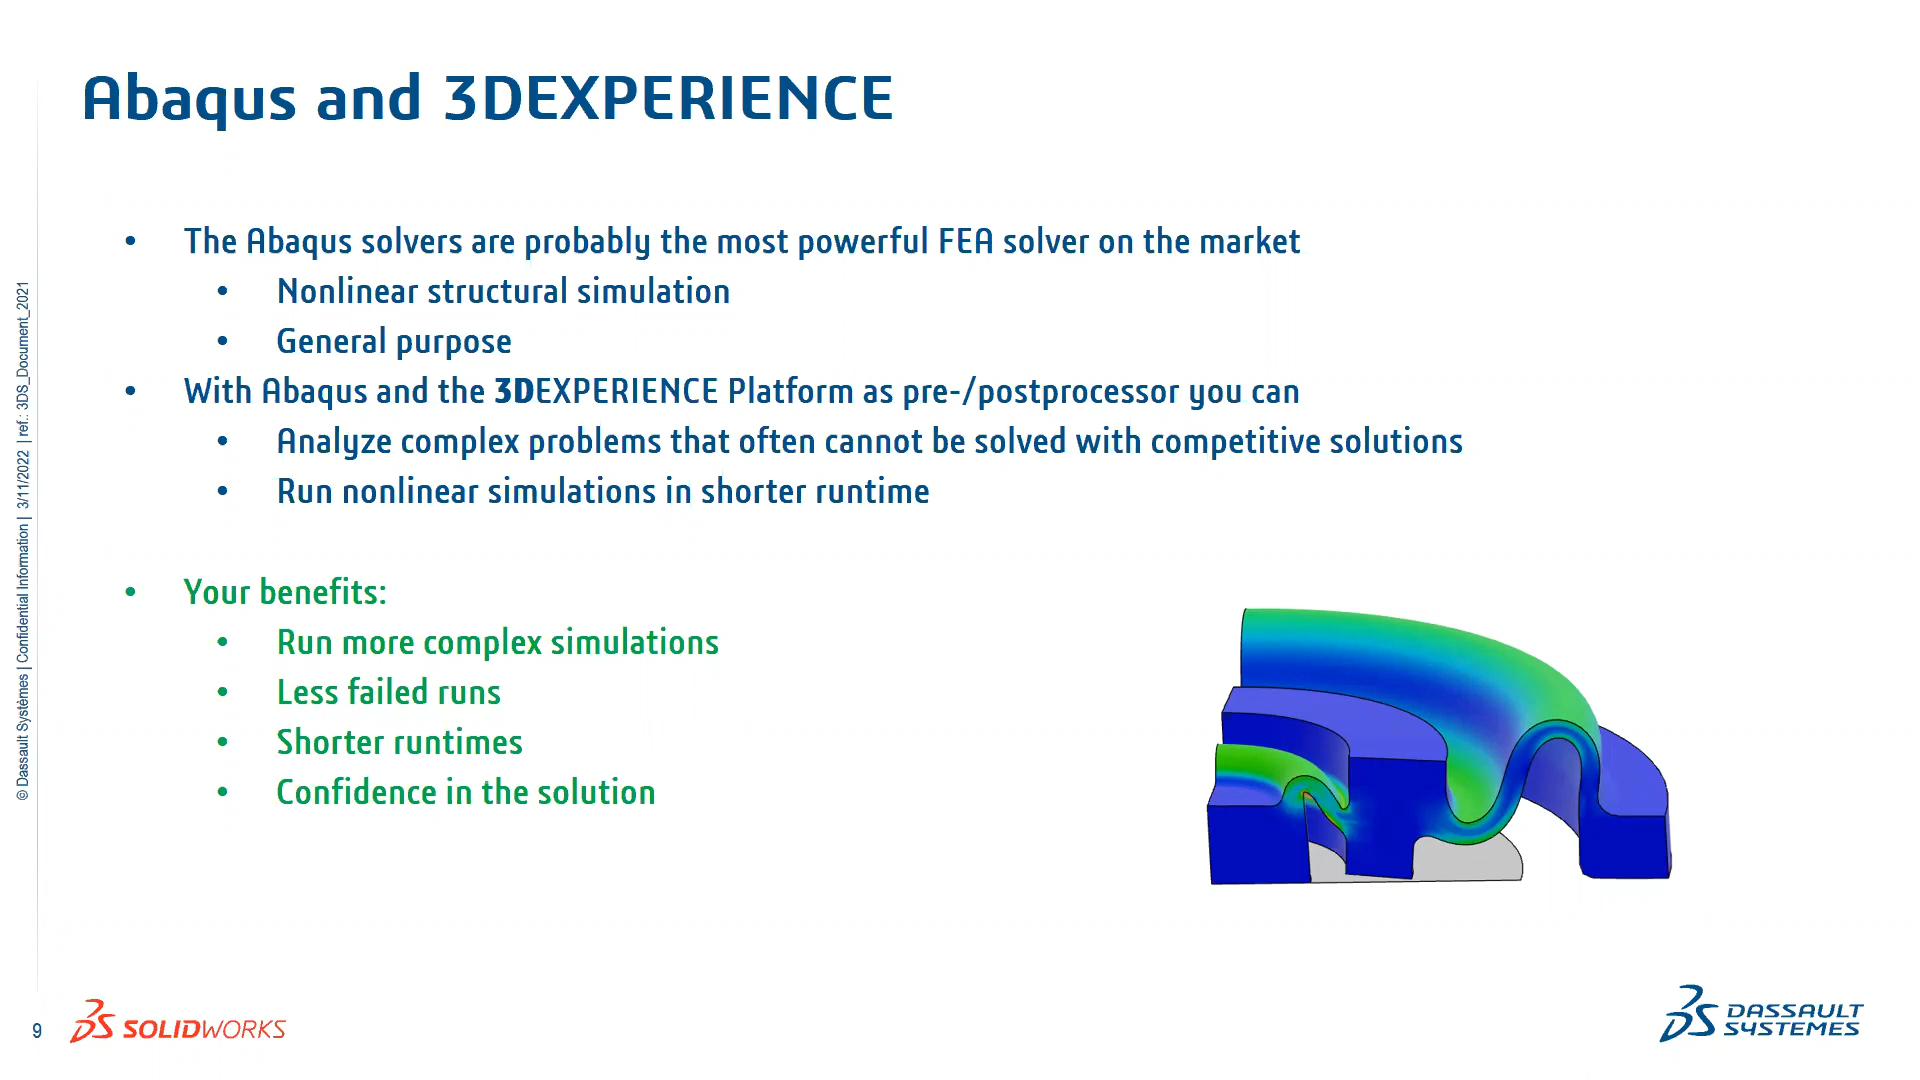 Abaqus and 3DEXPERIENCE
• The Abaqus solvers are probably the most powerful FEA solver on the market
• Nonlinear structural simulation
• General purpose
• With Abaqus and the 3DEXPERIENCE Platform as pre-/postprocessor you can
• Analyze complex problems that often cannot be solved with competitive solutions
• Run nonlinear simulations in shorter runtime
• Your benefits:
• Run more complex simulations
• Less failed runs
• Shorter runtimes
• Confidence in the solution
© Dassault Systèmes | Confidential Information | 3/11/2022 | ref.: 3DS_Document_2021
9
SOLIDWORKS
DASSAULT
SYSTEMES